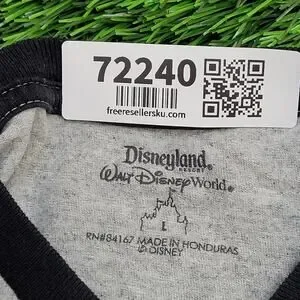 72240
freeresellersku.com
Disneyland®
RESORT
Walt Disney World®
L
RN#84167 MADE IN HONDURAS
© DISNEY